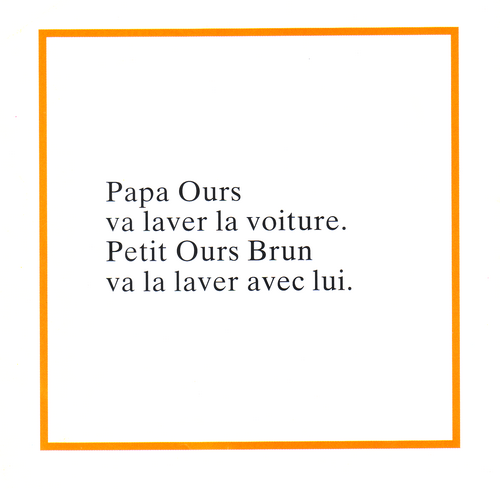 Papa Ours
va laver la voiture.
Petit Ours Brun
va la laver avec lui.